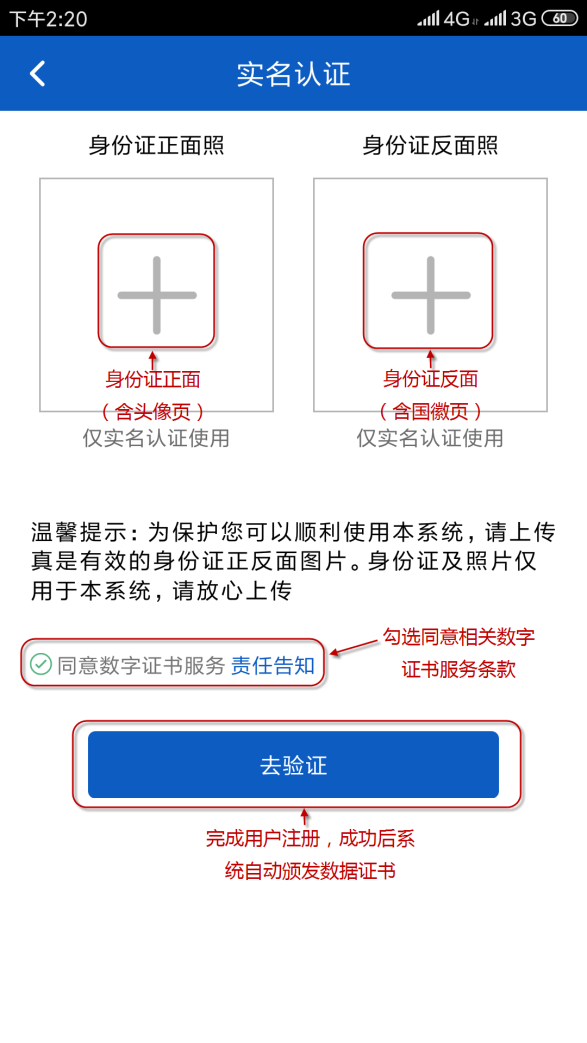 下午2:20 4G 3G 60
实名认证
身份证正面照 身份证反面照
身份证正面 身份证反面
（含头像页） （含国徽页）
仅实名认证使用 仅实名认证使用
温馨提示：为保护您可以顺利使用本系统，请上传
真是有效的身份证正反面图片。身份证及照片仅
用于本系统，请放心上传
勾选同意相关数字
证书服务条款
同意数字证书服务 责任告知
去验证
完成用户注册，成功后系
统自动颁发数据证书